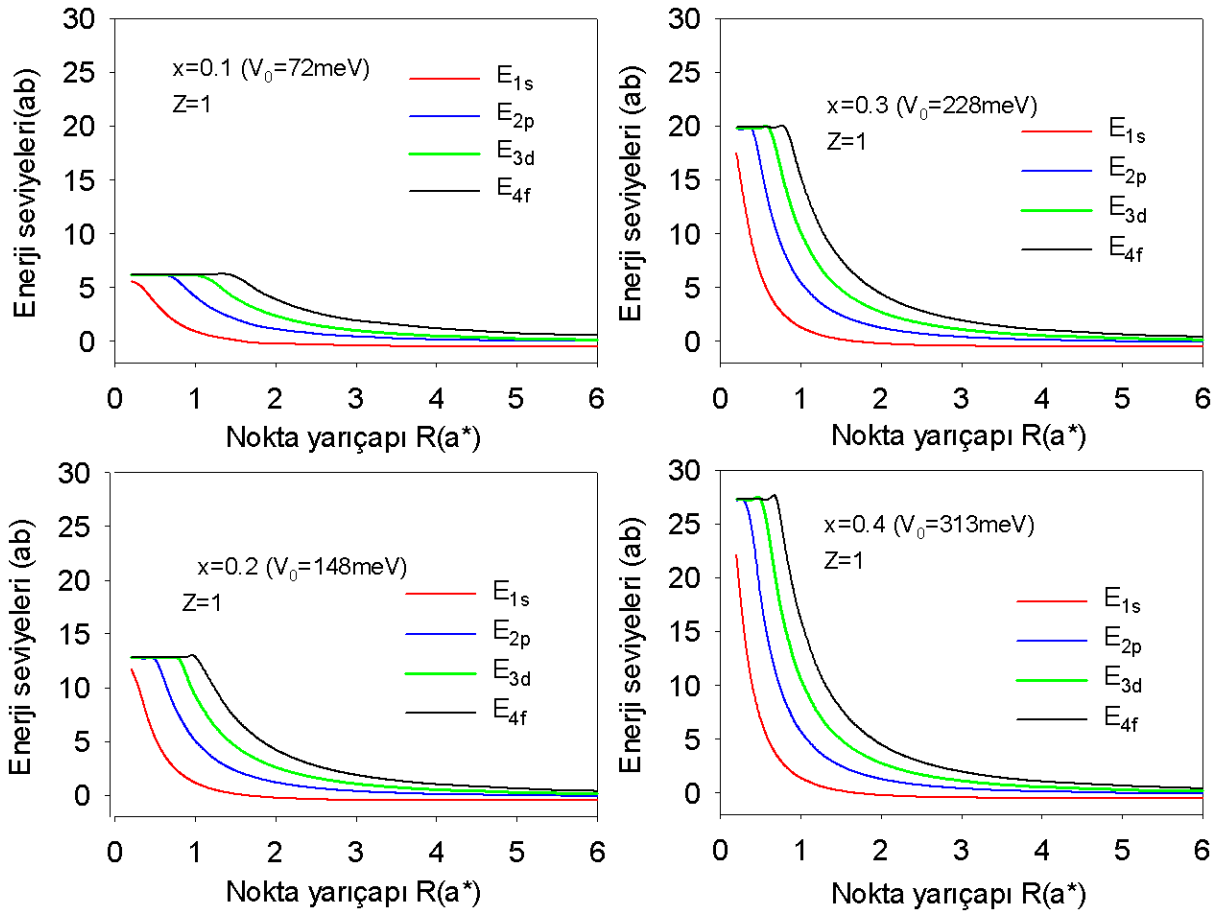 Enerji seviyeleri(ab)
30
25
20
15
10
5
0
x=0.1 (V0=72meV)
Z=1
E1s
E2p
E3d
E4f
0 1 2 3 4 5 6
Nokta yarıçapı R(a*)
Enerji seviyeleri (ab)
30
25
20
15
10
5
0
x=0.3 (V0=228meV)
Z=1
E1s
E2p
E3d
E4f
0 1 2 3 4 5 6
Nokta yarıçapı R(a*)
Enerji seviyeleri (ab)
30
25
20
15
10
5
0
x=0.2 (V0=148meV)
Z=1
E1s
E2p
E3d
E4f
0 1 2 3 4 5 6
Nokta yarıçapı R(a*)
Enerji seviyeleri (ab)
30
25
20
15
10
5
0
x=0.4 (V0=313meV)
Z=1
E1s
E2p
E3d
E4f
0 1 2 3 4 5 6
Nokta yarıçapı R(a*)